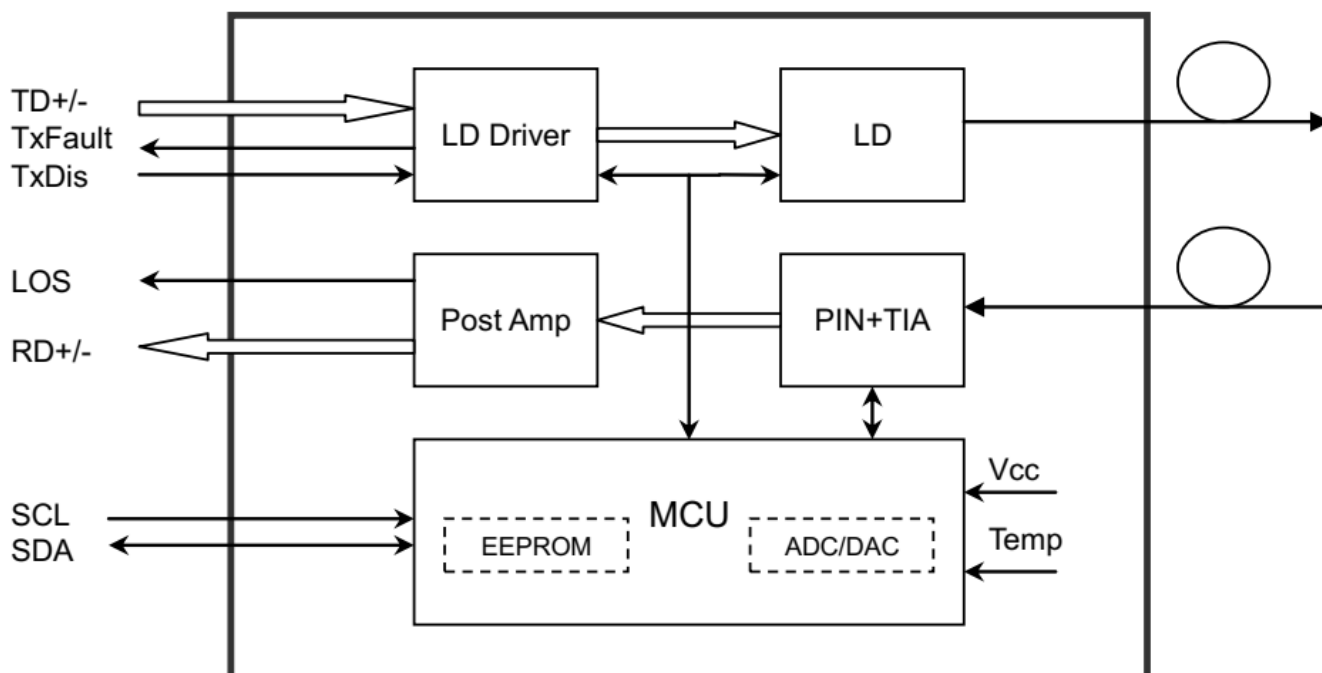 TD+/-
TxFault
TxDis
LD Driver
LD
LOS
RD+/-
Post Amp
PIN+TIA
SCL
SDA
MCU
EEPROM
ADC/DAC
Vcc
Temp